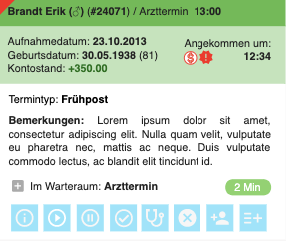 Brandt Erik (♂) (#24071) / Arzttermin 13:00
Aufnahmedatum: 23.10.2013
Angekommen um:
Geburtsdatum: 30.05.1938 (81)
12:34
Kontostand: +350.00
Termintyp: Frühpost
Bemerkungen: Lorem ipsum dolor sit amet,
consectetur adipiscing elit. Nulla quam velit, vulputate
eu pharetra nec, mattis ac neque. Duis vulputate
commodo lectus, ac blandit elit tincidunt id.
Im Warteraum: Arzttermin
2 Min